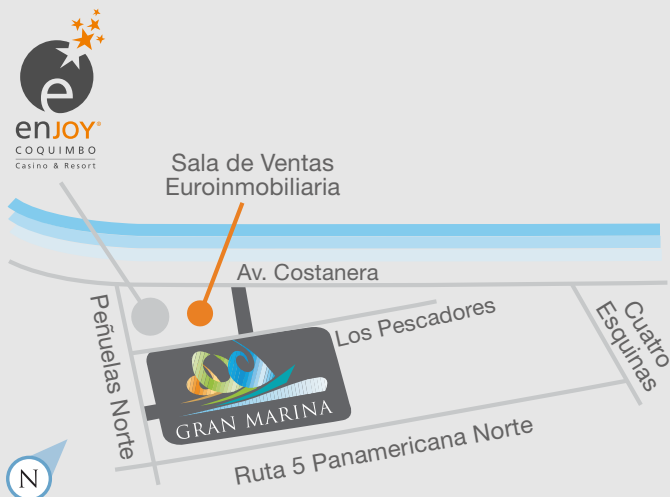 e
enJOY®
COQUIMBO
Casino & Resort
Sala de Ventas
Euroinmobiliaria
Av. Costanera
Peñuelas Norte
Los Pescadores
Cuatro
Esquinas
GRAN MARINA
Ruta 5 Panamericana Norte
N